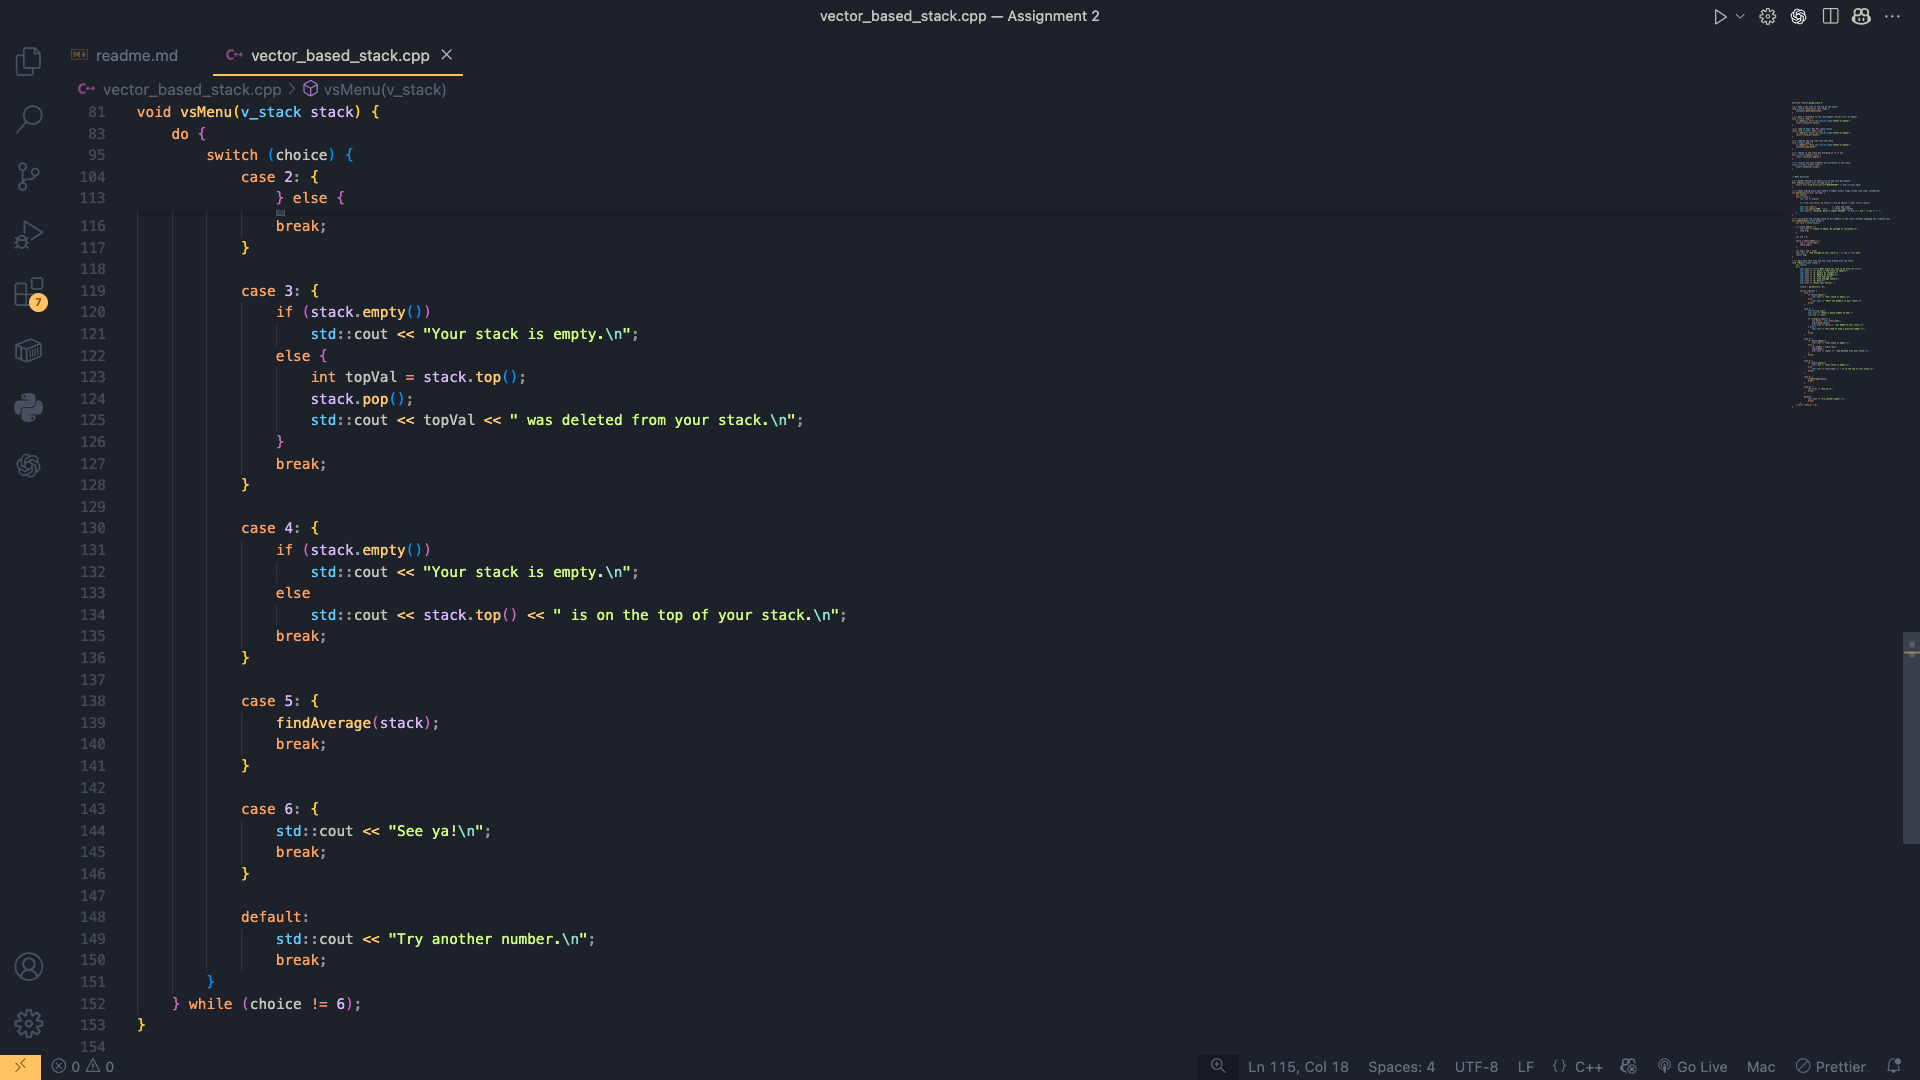 vector_based_stack.cpp — Assignment 2
readme.md
C++ vector_based_stack.cpp
C++ vector_based_stack.cpp > vsMenu(v_stack)
81 void vsMenu(v_stack stack) {
83 do {
95 switch (choice) {
104 case 2: {
113 } else {
116 break;
117 }
118
119 case 3: {
120 if (stack.empty())
121 std::cout << "Your stack is empty.\n";
122 else {
123 int topVal = stack.top();
124 stack.pop();
125 std::cout << topVal << " was deleted from your stack.\n";
126 }
127 break;
128 }
129
130 case 4: {
131 if (stack.empty())
132 std::cout << "Your stack is empty.\n";
133 else
134 std::cout << stack.top() << " is on the top of your stack.\n";
135 break;
136 }
137
138 case 5: {
139 findAverage(stack);
140 break;
141 }
142
143 case 6: {
144 std::cout << "See ya!\n";
145 break;
146 }
147
148 default:
149 std::cout << "Try another number.\n";
150 break;
151 }
152 } while (choice != 6);
153 }
154
7
0 0
Ln 115, Col 18 Spaces: 4 UTF-8 LF {} C++ Go Live Mac Prettier